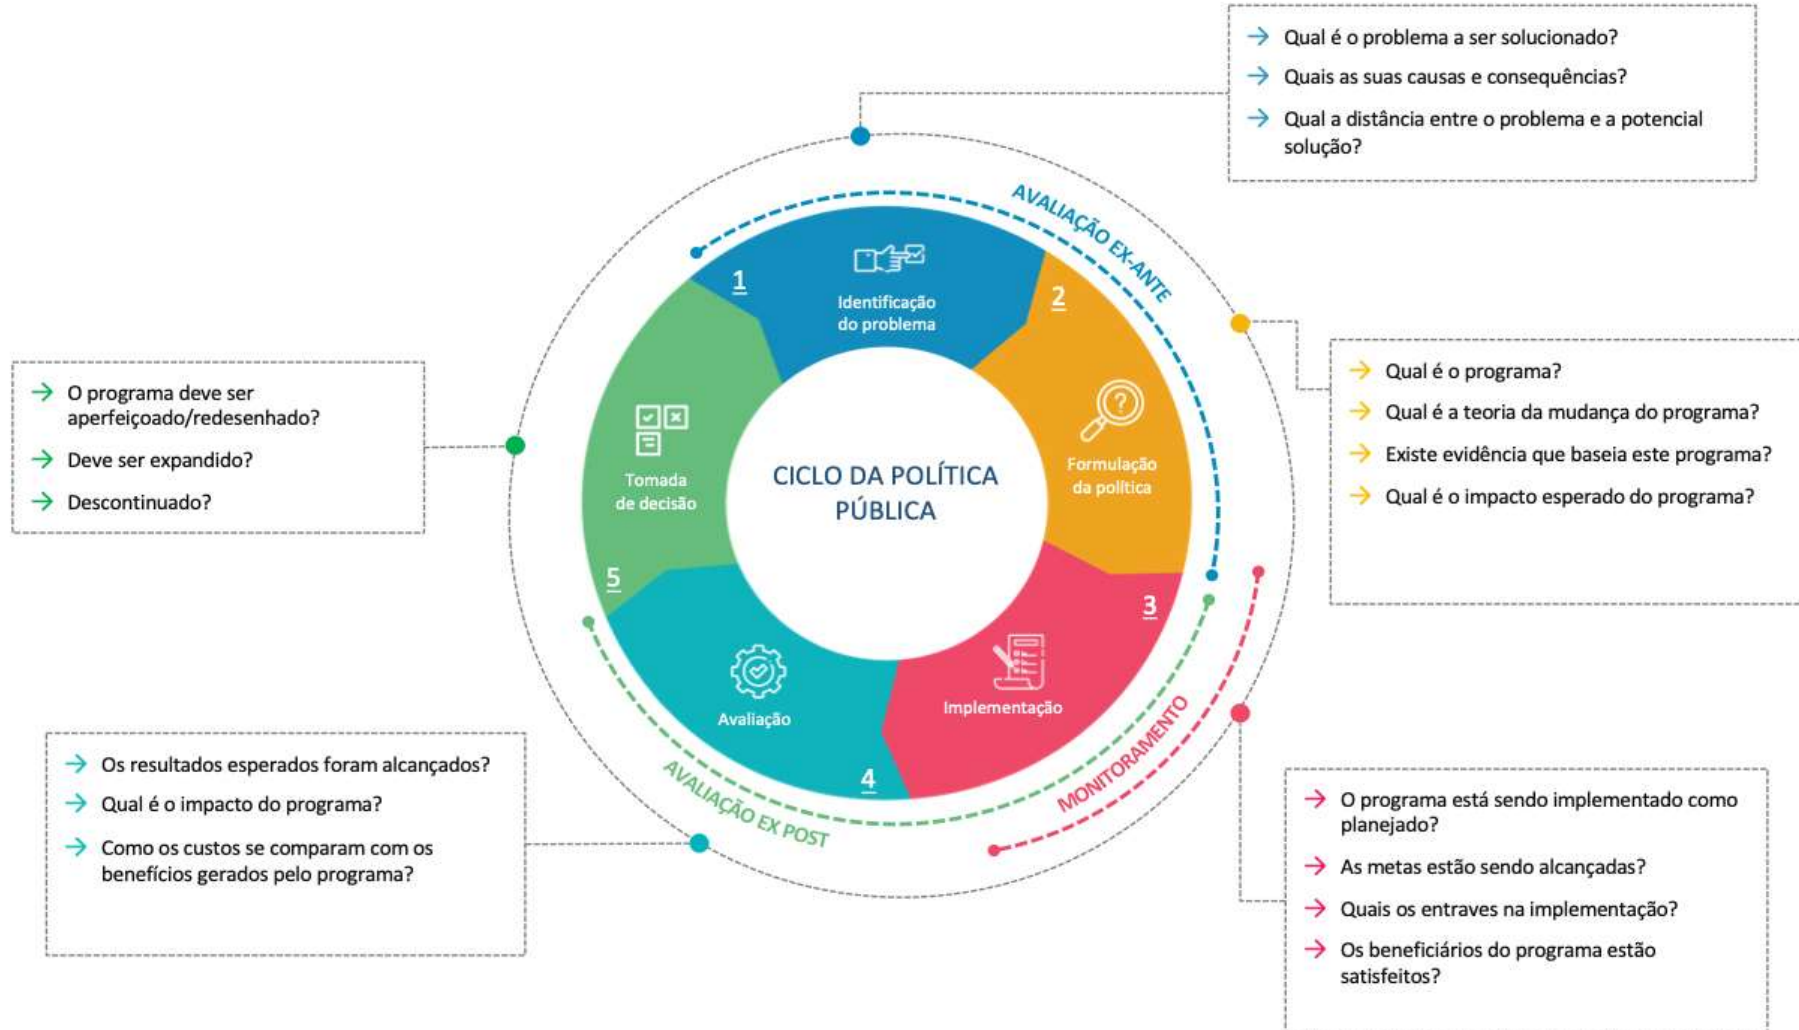 Qual é o problema a ser solucionado?
Quais as suas causas e consequências?
Qual a distância entre o problema e a potencial
solução?
AVALIAÇÃO EX-ANTE
1
Identificação
do problema
2
Formulação
da política
Qual é o programa?
Qual é a teoria da mudança do programa?
Existe evidência que baseia este programa?
Qual é o impacto esperado do programa?
O programa deve ser
aperfeiçoado/redesenhado?
Deve ser expandido?
Descontinuado?
Tomada
de decisão
5
CICLO DA POLÍTICA
PÚBLICA
3
Implementação
MONITORAMENTO
Avaliação
4
AVALIAÇÃO EX POST
Os resultados esperados foram alcançados?
Qual é o impacto do programa?
Como os custos se comparam com os
benefícios gerados pelo programa?
O programa está sendo implementado como
planejado?
As metas estão sendo alcançadas?
Quais os entraves na implementação?
Os beneficiários do programa estão
satisfeitos?